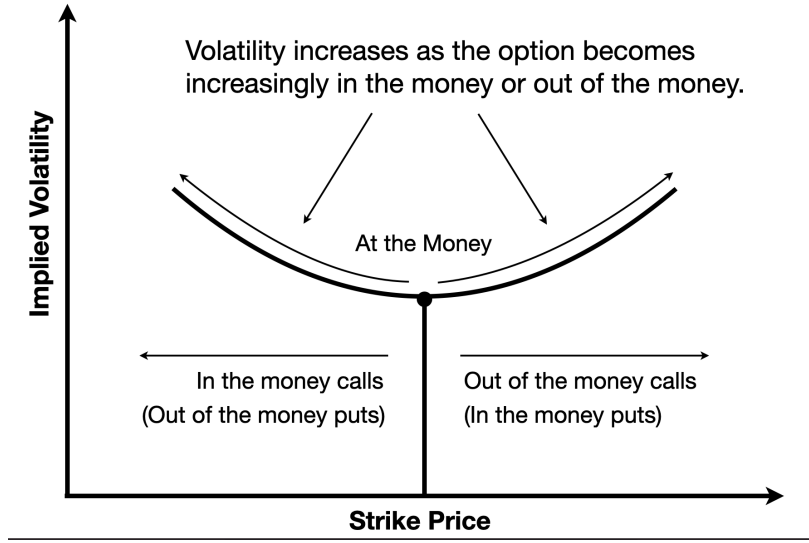 Volatility increases as the option becomes
increasingly in the money or out of the money.
Implied Volatility
At the Money
In the money calls
(Out of the money puts)
Out of the money calls
(In the money puts)
Strike Price